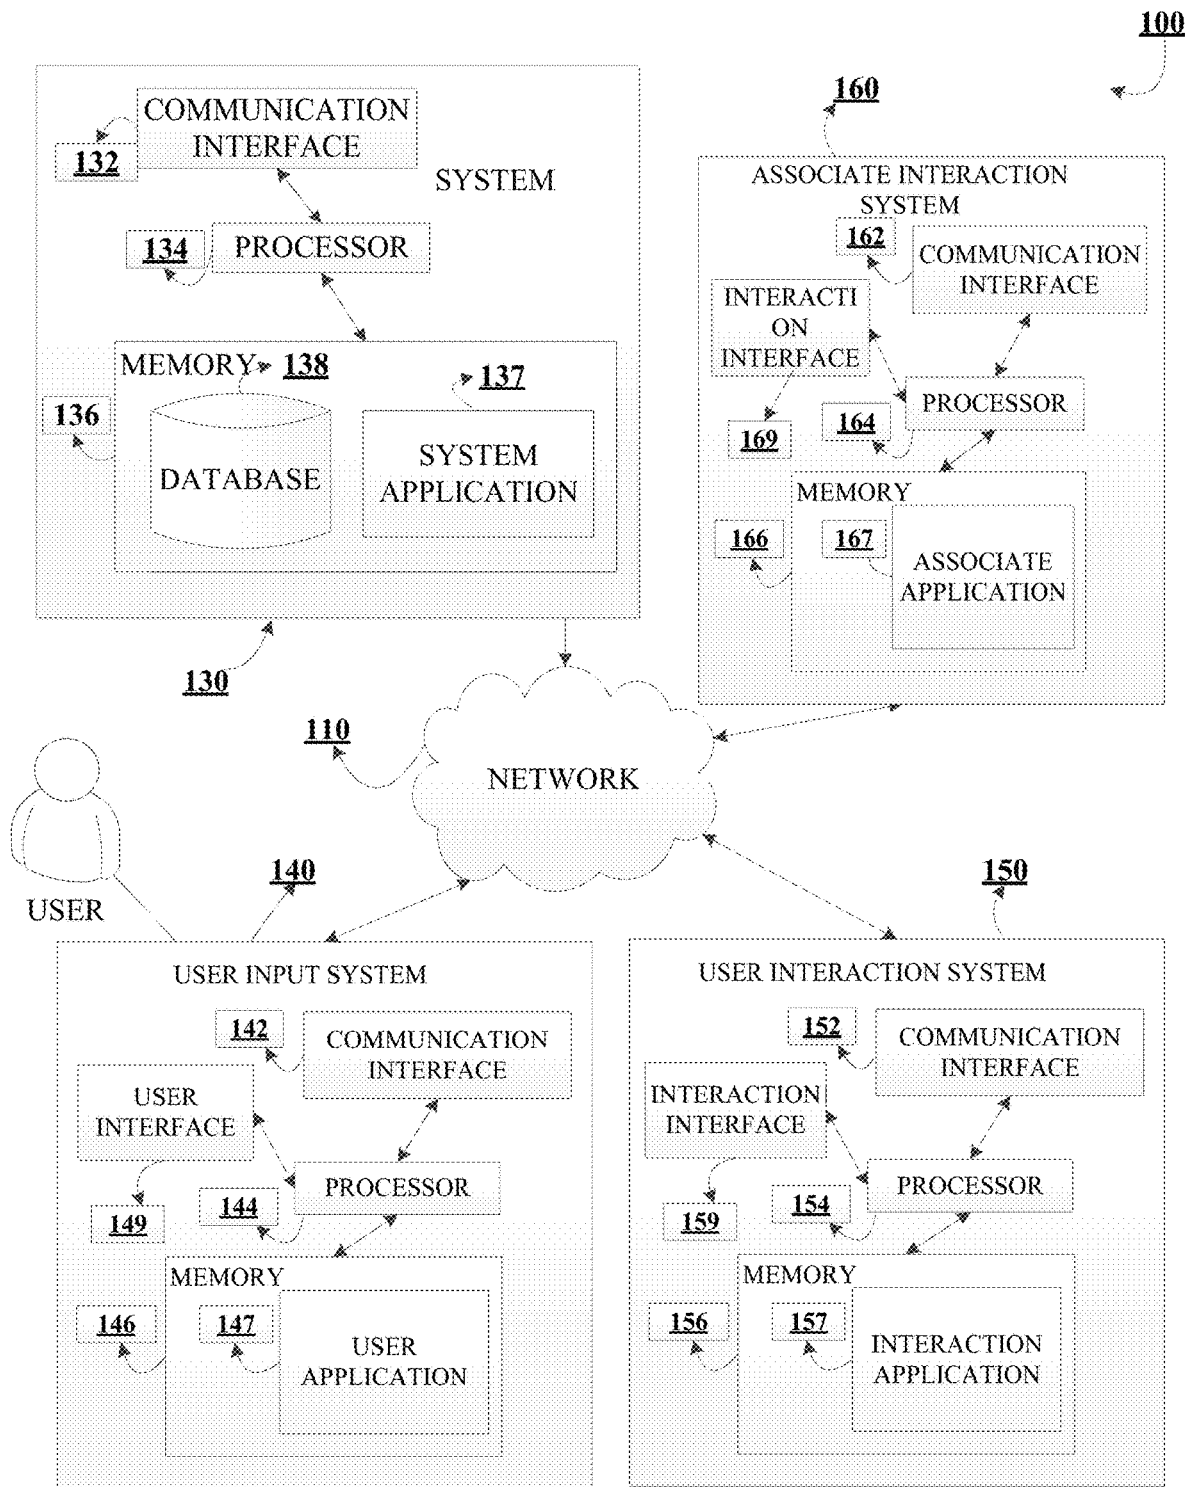 100
COMMUNICATION
INTERFACE
132
SYSTEM
134
PROCESSOR
MEMORY
138
137
136
DATABASE
SYSTEM
APPLICATION
130
160
ASSOCIATE INTERACTION
SYSTEM
162
COMMUNICATION
INTERFACE
INTERACTI
ON
INTERFACE
PROCESSOR
169
164
MEMORY
166
167
ASSOCIATE
APPLICATION
110
NETWORK
USER
140
USER INPUT SYSTEM
142
COMMUNICATION
INTERFACE
USER
INTERFACE
PROCESSOR
149
144
MEMORY
146
147
USER
APPLICATION
150
USER INTERACTION SYSTEM
152
COMMUNICATION
INTERFACE
INTERACTION
INTERFACE
PROCESSOR
159
154
MEMORY
156
157
INTERACTION
APPLICATION